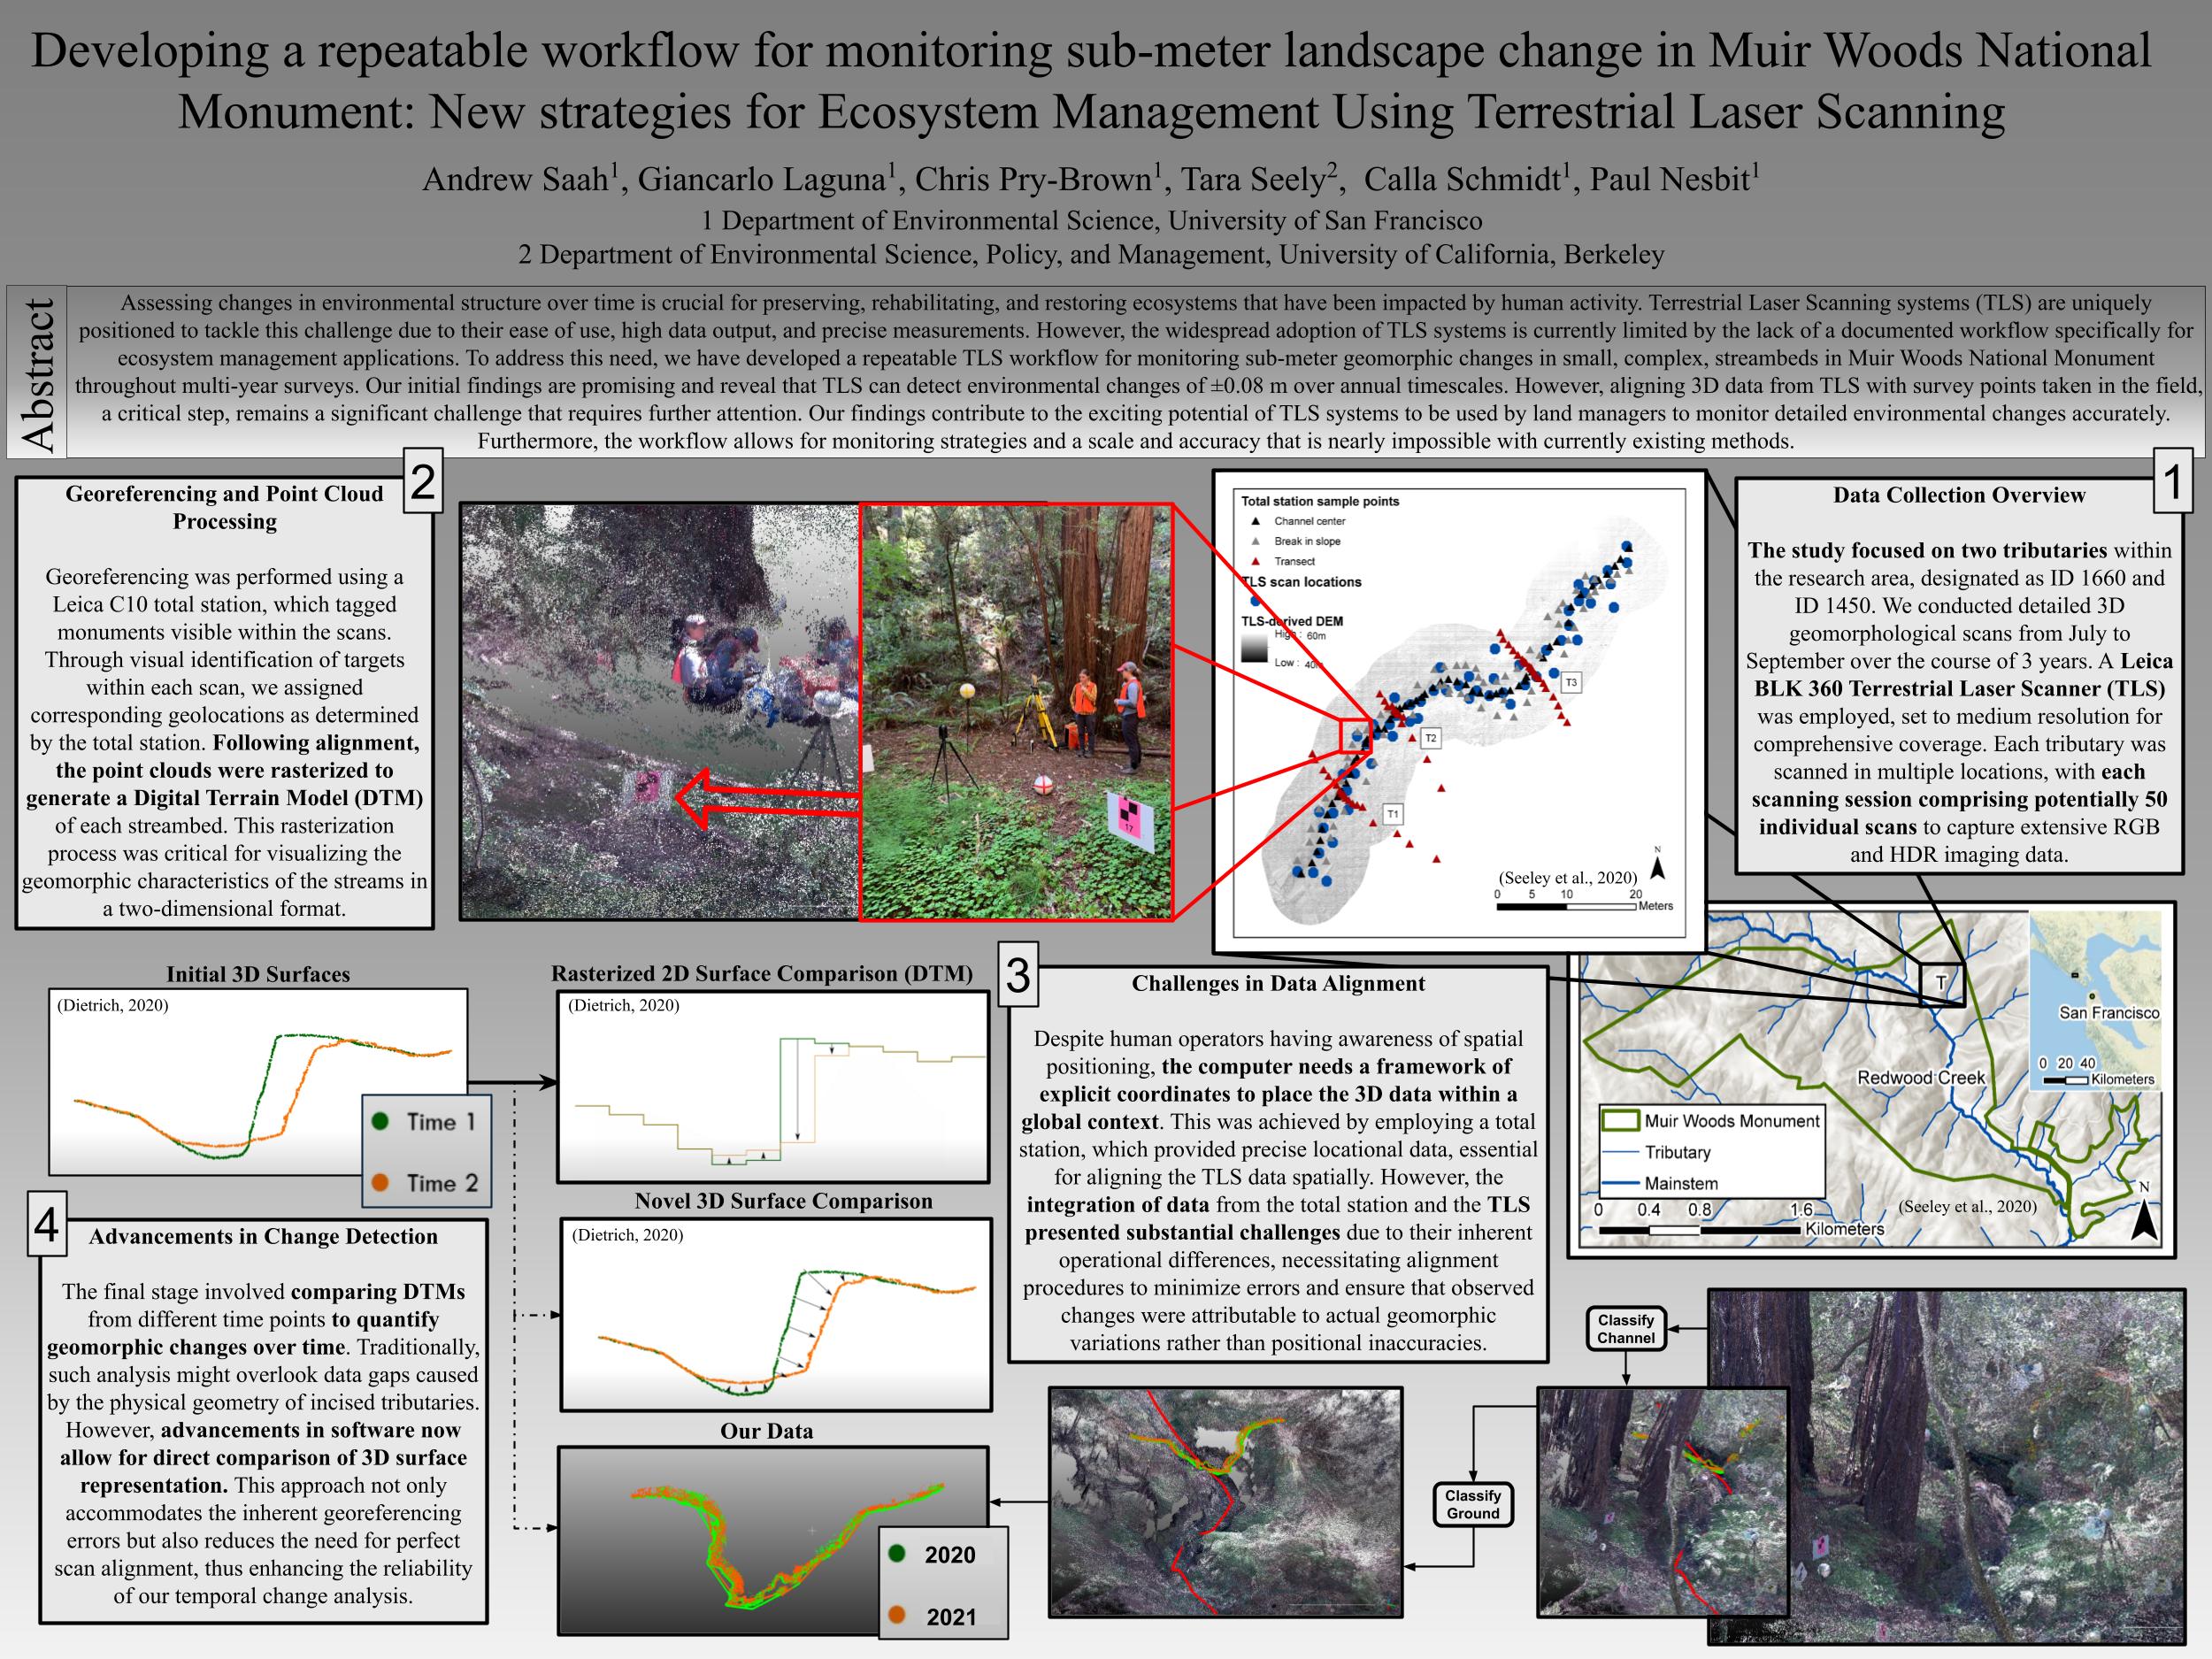 Developing a repeatable workflow for monitoring sub-meter landscape change in Muir Woods National
Monument: New strategies for Ecosystem Management Using Terrestrial Laser Scanning
Andrew Saah1, Giancarlo Laguna1, Chris Pry-Brown1, Tara Seely2, Calla Schmidt1, Paul Nesbit1
1 Department of Environmental Science, University of San Francisco
2 Department of Environmental Science, Policy, and Management, University of California, Berkeley
Abstract
Assessing changes in environmental structure over time is crucial for preserving, rehabilitating, and restoring ecosystems that have been impacted by human activity. Terrestrial Laser Scanning systems (TLS) are uniquely
positioned to tackle this challenge due to their ease of use, high data output, and precise measurements. However, the widespread adoption of TLS systems is currently limited by the lack of a documented workflow specifically for
ecosystem management applications. To address this need, we have developed a repeatable TLS workflow for monitoring sub-meter geomorphic changes in small, complex, streambeds in Muir Woods National Monument
throughout multi-year surveys. Our initial findings are promising and reveal that TLS can detect environmental changes of ±0.08 m over annual timescales. However, aligning 3D data from TLS with survey points taken in the field,
a critical step, remains a significant challenge that requires further attention. Our findings contribute to the exciting potential of TLS systems to be used by land managers to monitor detailed environmental changes accurately.
Furthermore, the workflow allows for monitoring strategies and a scale and accuracy that is nearly impossible with currently existing methods.
1
Data Collection Overview
The study focused on two tributaries within
the research area, designated as ID 1660 and
ID 1450. We conducted detailed 3D
geomorphological scans from July to
September over the course of 3 years. A Leica
BLK 360 Terrestrial Laser Scanner (TLS)
was employed, set to medium resolution for
comprehensive coverage. Each tributary was
scanned in multiple locations, with each
scanning session comprising potentially 50
individual scans to capture extensive RGB
and HDR imaging data.
Total station sample points
Channel center
Break in slope
Transect
TLS scan locations
TLS-derived DEM
High : 60m
Low : 40m
T3
T2
T1
N
(Seeley et al., 2020)
0 5 10 20
Meters
T
San Francisco
0 20 40
Kilometers
Redwood Creek
Muir Woods Monument
Tributary
Mainstem
0 0.4 0.8 1.6
Kilometers
(Seeley et al., 2020)
N
2
Georeferencing and Point Cloud
Processing
Georeferencing was performed using a
Leica C10 total station, which tagged
monuments visible within the scans.
Through visual identification of targets
within each scan, we assigned
corresponding geolocations as determined
by the total station. Following alignment,
the point clouds were rasterized to
generate a Digital Terrain Model (DTM)
of each streambed. This rasterization
process was critical for visualizing the
geomorphic characteristics of the streams in
a two-dimensional format.
17
3
Challenges in Data Alignment
Despite human operators having awareness of spatial
positioning, the computer needs a framework of
explicit coordinates to place the 3D data within a
global context. This was achieved by employing a total
station, which provided precise locational data, essential
for aligning the TLS data spatially. However, the
integration of data from the total station and the TLS
presented substantial challenges due to their inherent
operational differences, necessitating alignment
procedures to minimize errors and ensure that observed
changes were attributable to actual geomorphic
variations rather than positional inaccuracies.
Initial 3D Surfaces
(Dietrich, 2020)
Time 1
Time 2
Rasterized 2D Surface Comparison (DTM)
(Dietrich, 2020)
Novel 3D Surface Comparison
(Dietrich, 2020)
Our Data
2020
2021
4
Advancements in Change Detection
The final stage involved comparing DTMs
from different time points to quantify
geomorphic changes over time. Traditionally,
such analysis might overlook data gaps caused
by the physical geometry of incised tributaries.
However, advancements in software now
allow for direct comparison of 3D surface
representation. This approach not only
accommodates the inherent georeferencing
errors but also reduces the need for perfect
scan alignment, thus enhancing the reliability
of our temporal change analysis.
Classify
Channel
Classify
Ground